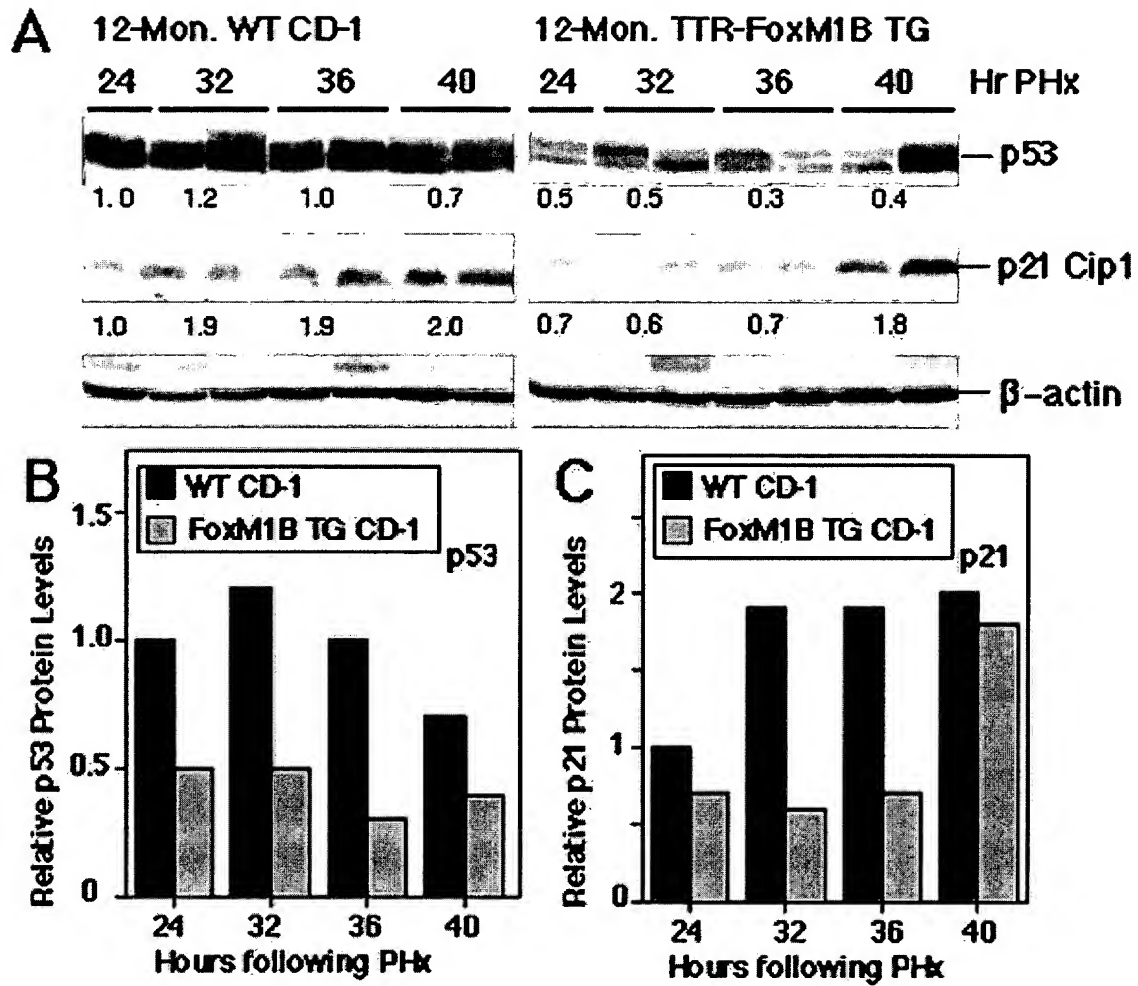 A
12-Mon. WT CD-1
12-Mon. TTR-FoxM1B TG
24 32 36 40 24 32 36 40 Hr PHx
p53
1.0 1.2 1.0 0.7 0.5 0.5 0.3 0.4
p21 Cip1
1.0 1.9 1.9 2.0 0.7 0.6 0.7 1.8
β-actin
B
WT CD-1
FoxM1B TG CD-1
p53
Relative p53 Protein Levels
1.5
1.0
0.5
0
24 32 36 40
Hours following PHx
C
WT CD-1
FoxM1B TG CD-1
p21
Relative p21 Protein Levels
2
1
0
24 32 36 40
Hours following PHx